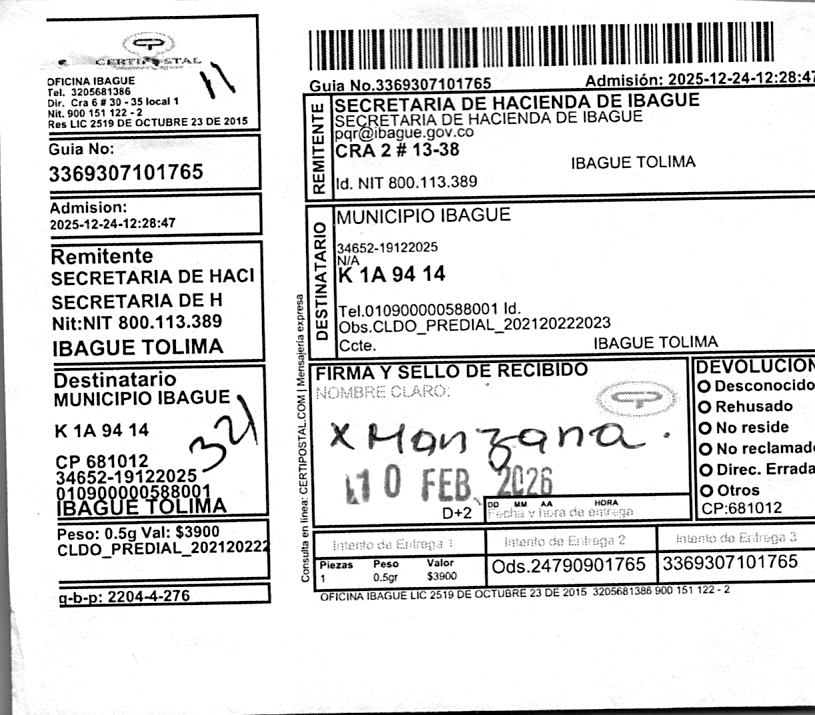 CERTIPOSTAL
OFICINA IBAGUE
Tel. 3205681386
Dir. Cra 6 # 30 - 35 local 1
Nit. 900 151 122 - 2
Res LIC 2519 DE OCTUBRE 23 DE 2015
11
Guia No:
3369307101765
Admision:
2025-12-24-12:28:47
Remitente
SECRETARIA DE HACI
SECRETARIA DE H
Nit:NIT 800.113.389
IBAGUE TOLIMA
Destinatario
MUNICIPIO IBAGUE
K 1A 94 14
321
CP 681012
34652-19122025
010900000588001
IBAGUE TOLIMA
Peso: 0.5g Val: $3900
CLDO_PREDIAL_202120222
g-b-p: 2204-4-276
Consulta en linea: CERTIPOSTAL.COM | Mensajería expresa
Guia No.3369307101765 Admisión: 2025-12-24-12:28:47
REMITENTE
SECRETARIA DE HACIENDA DE IBAGUE
SECRETARIA DE HACIENDA DE IBAGUE
pqr@ibague.gov.co
CRA 2 # 13-38
IBAGUE TOLIMA
Id. NIT 800.113.389
DESTINATARIO
MUNICIPIO IBAGUE
34652-19122025
N/A
K 1A 94 14
Tel.010900000588001 Id.
Obs.CLDO_PREDIAL_202120222023
Ccte. IBAGUE TOLIMA
FIRMA Y SELLO DE RECIBIDO
NOMBRE CLARO:
x Manzana.
10 FEB 2026
D+2
DD MM AA HORA
Fecha y hora de entrega
DEVOLUCION
Desconocido
Rehusado
No reside
No reclamado
Direc. Errada
Otros
CP:681012
Intento de Entrega 1 Intento de Entrega 2 Intento de Entrega 3
Piezas Peso Valor
1 0.5gr $3900
Ods.24790901765 3369307101765
OFICINA IBAGUE LIC 2519 DE OCTUBRE 23 DE 2015 3205681386 900 151 122 - 2